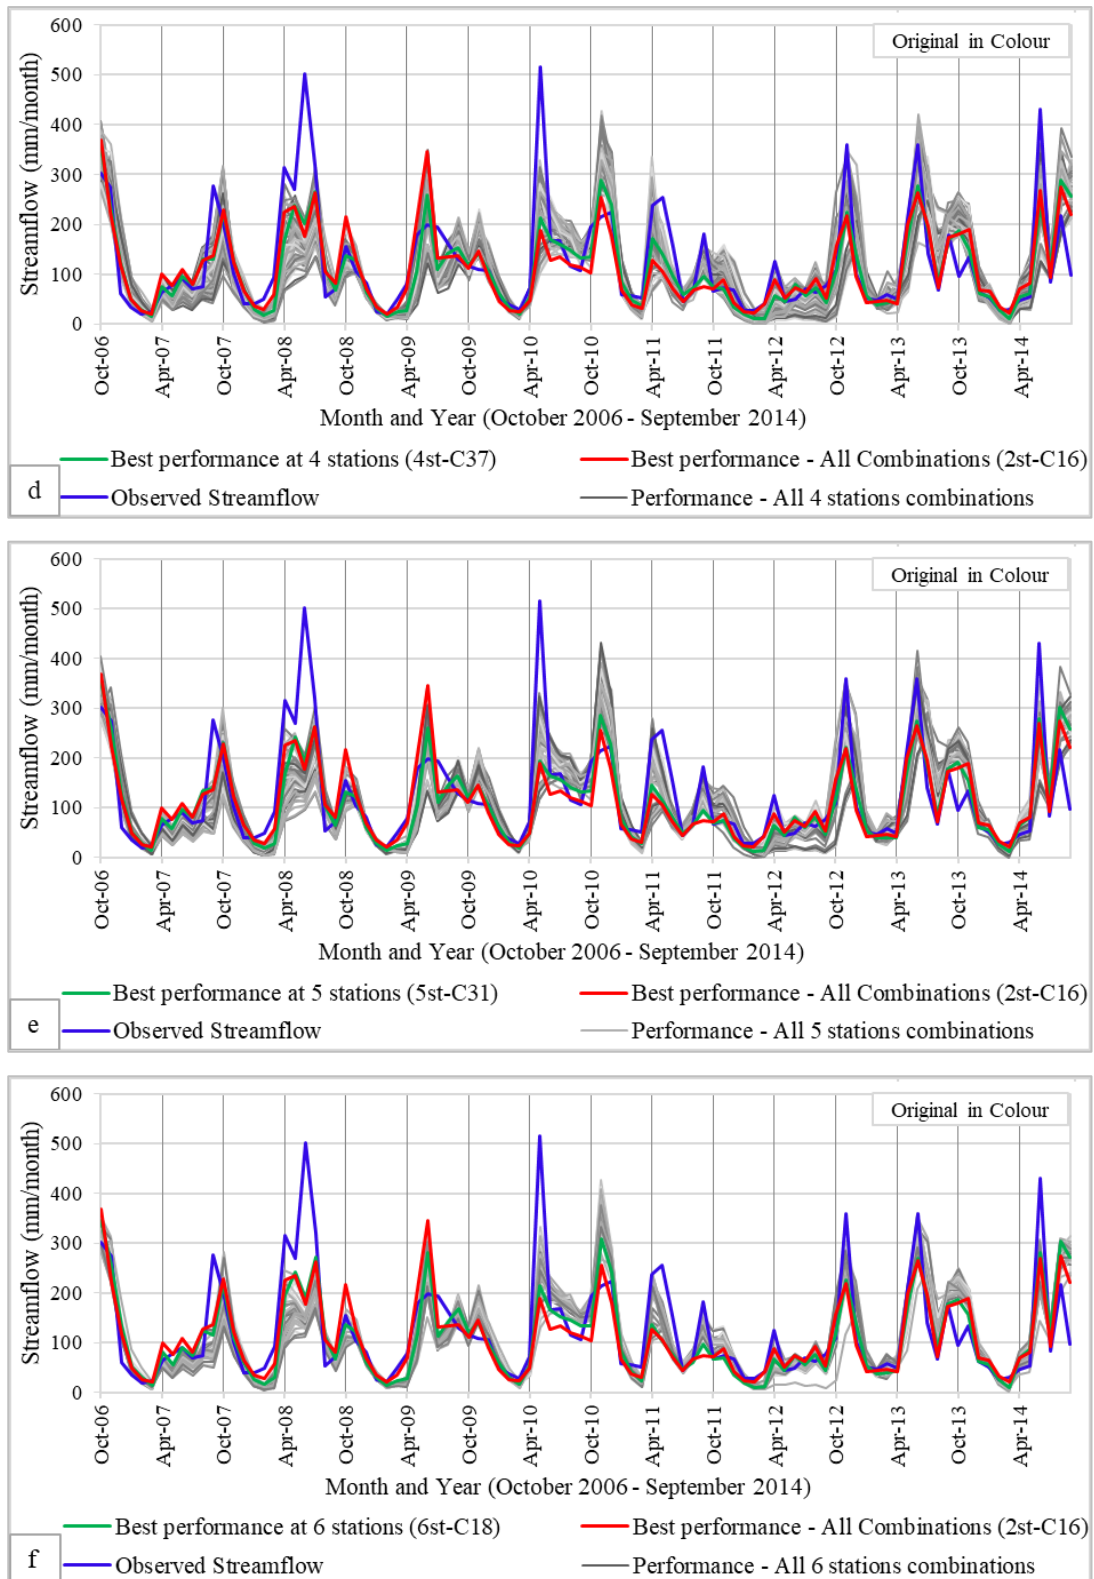 600
Original in Colour
500
400
300
200
100
0
Streamflow (mm/month)
Oct-06
Apr-07
Oct-07
Apr-08
Oct-08
Apr-09
Oct-09
Apr-10
Oct-10
Apr-11
Oct-11
Apr-12
Oct-12
Apr-13
Oct-13
Apr-14
Month and Year (October 2006 - September 2014)
Best performance at 4 stations (4st-C37)
Best performance - All Combinations (2st-C16)
d
Observed Streamflow
Performance - All 4 stations combinations
600
Original in Colour
500
400
300
200
100
0
Streamflow (mm/month)
Oct-06
Apr-07
Oct-07
Apr-08
Oct-08
Apr-09
Oct-09
Apr-10
Oct-10
Apr-11
Oct-11
Apr-12
Oct-12
Apr-13
Oct-13
Apr-14
Month and Year (October 2006 - September 2014)
Best performance at 5 stations (5st-C31)
Best performance - All Combinations (2st-C16)
e
Observed Streamflow
Performance - All 5 stations combinations
600
Original in Colour
500
400
300
200
100
0
Streamflow (mm/month)
Oct-06
Apr-07
Oct-07
Apr-08
Oct-08
Apr-09
Oct-09
Apr-10
Oct-10
Apr-11
Oct-11
Apr-12
Oct-12
Apr-13
Oct-13
Apr-14
Month and Year (October 2006 - September 2014)
Best performance at 6 stations (6st-C18)
Best performance - All Combinations (2st-C16)
f
Observed Streamflow
Performance - All 6 stations combinations